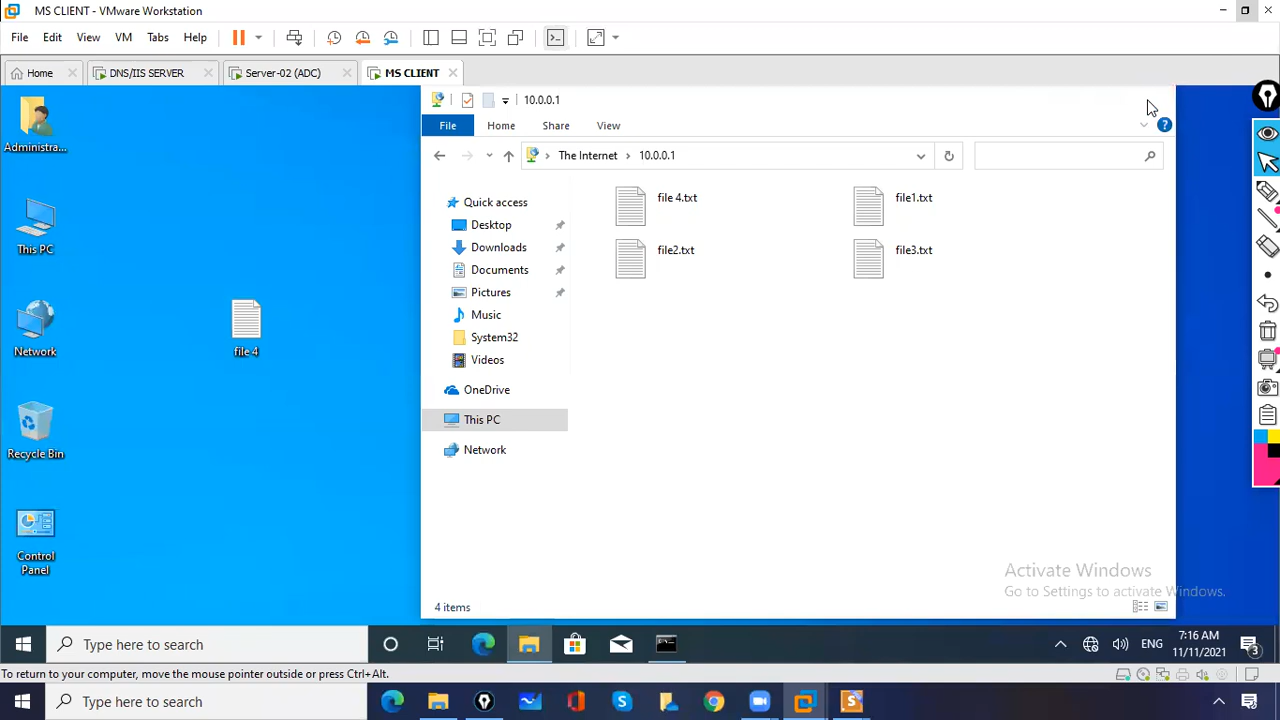 MS CLIENT - VMware Workstation
File Edit View VM Tabs Help
Home DNS/IIS SERVER Server-02 (ADC) MS CLIENT
10.0.0.1
File Home Share View
The Internet 10.0.0.1
Administra...
This PC
Network
Recycle Bin
Control
Panel
file 4
Quick access
Desktop
Downloads
Documents
Pictures
Music
System32
Videos
OneDrive
This PC
Network
file 4.txt
file1.txt
file2.txt
file3.txt
Activate Windows
Go to Settings to activate Windows.
4 items
Type here to search
ENG
7:16 AM
11/11/2021
3
To return to your computer, move the mouse pointer outside or press Ctrl+Alt.
Type here to search